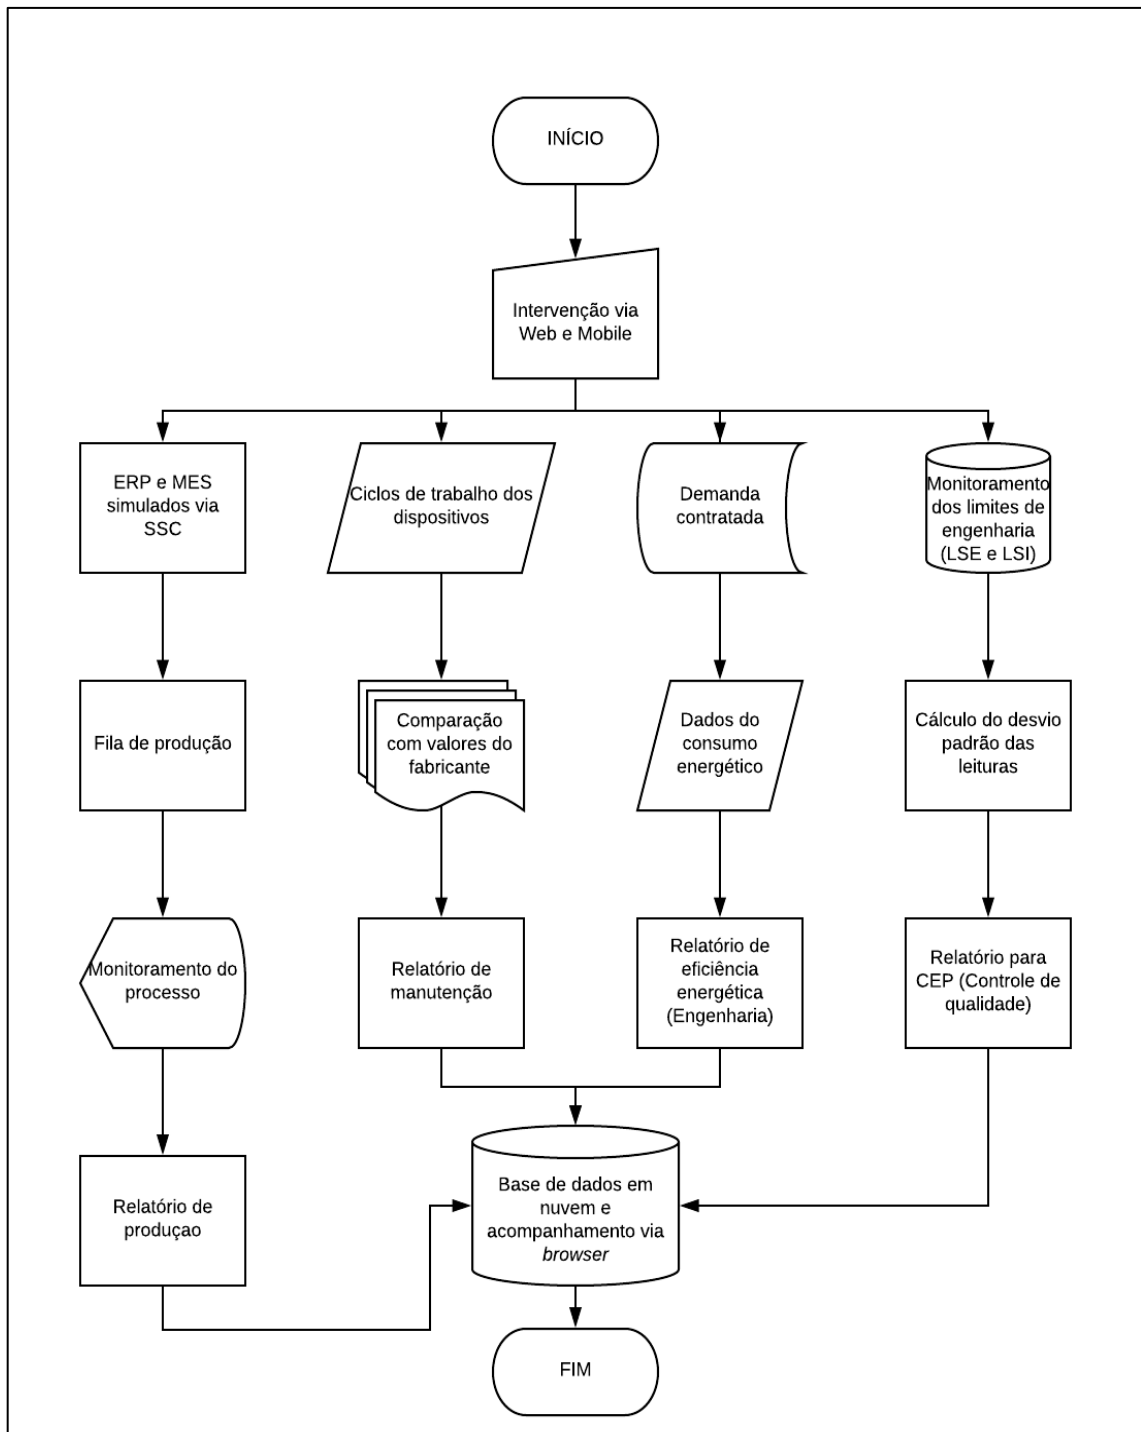 INÍCIO
Intervenção via
Web e Mobile
ERP e MES
simulados via
SSC
Ciclos de trabalho dos
dispositivos
Demanda
contratada
Monitoramento
dos limites de
engenharia
(LSE e LSI)
Fila de produção
Comparação
com valores do
fabricante
Dados do
consumo
energético
Cálculo do desvio
padrão das
leituras
Monitoramento do
processo
Relatório de
manutenção
Relatório de
eficiência
energética
(Engenharia)
Relatório para
CEP (Controle de
qualidade)
Relatório de
produçao
Base de dados em
nuvem e
acompanhamento via
browser
FIM